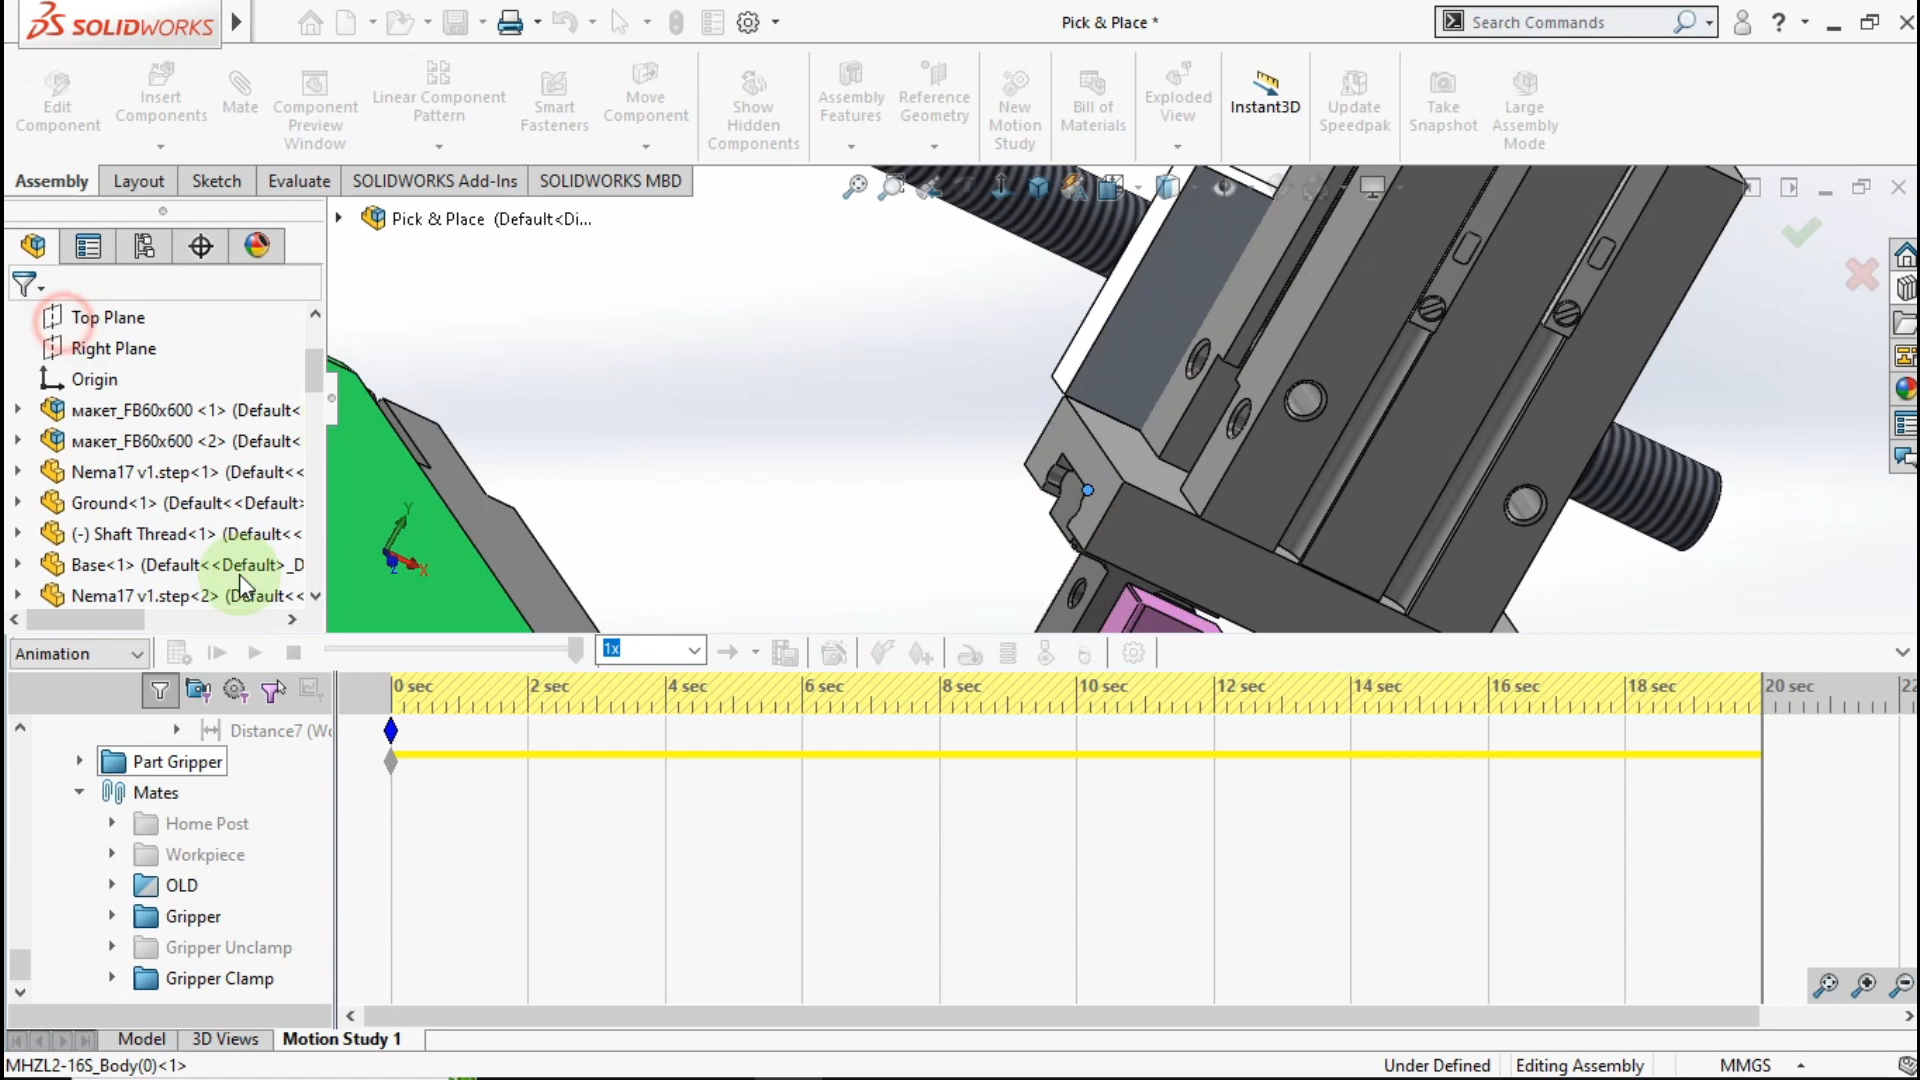 SOLIDWORKS
Pick & Place *
Search Commands
Edit
Component
Insert
Components
Mate
Component
Preview
Window
Linear Component
Pattern
Smart
Fasteners
Move
Component
Show
Hidden
Components
Assembly
Features
Reference
Geometry
New
Motion
Study
Bill of
Materials
Exploded
View
Instant3D
Update
Speedpak
Take
Snapshot
Large
Assembly
Mode
Assembly
Layout
Sketch
Evaluate
SOLIDWORKS Add-Ins
SOLIDWORKS MBD
Pick & Place (Default<Di...
Top Plane
Right Plane
Origin
макет_FB60x600 <1> (Default<
макет_FB60x600 <2> (Default<
Nema17 v1.step<1> (Default<<
Ground<1> (Default<<Default>
(-) Shaft Thread<1> (Default<<
Base<1> (Default<<Default>_D
Nema17 v1.step<2> (Default<<
Y
X
Z
Animation
1x
0 sec
2 sec
4 sec
6 sec
8 sec
10 sec
12 sec
14 sec
16 sec
18 sec
20 sec
22
Distance7 (Wo
Part Gripper
Mates
Home Post
Workpiece
OLD
Gripper
Gripper Unclamp
Gripper Clamp
Model
3D Views
Motion Study 1
MHZL2-16S_Body(0)<1>
Under Defined
Editing Assembly
MMGS